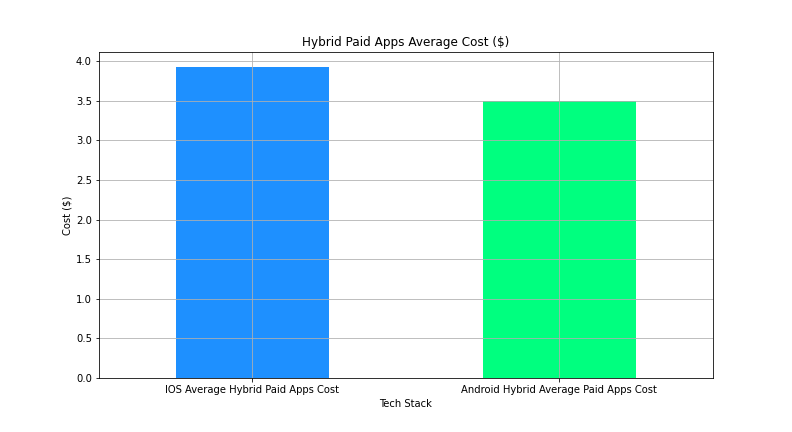 Hybrid Paid Apps Average Cost ($)
4.0
3.5
3.0
2.5
2.0
1.5
1.0
0.5
0.0
Cost ($)
IOS Average Hybrid Paid Apps Cost
Android Hybrid Average Paid Apps Cost
Tech Stack